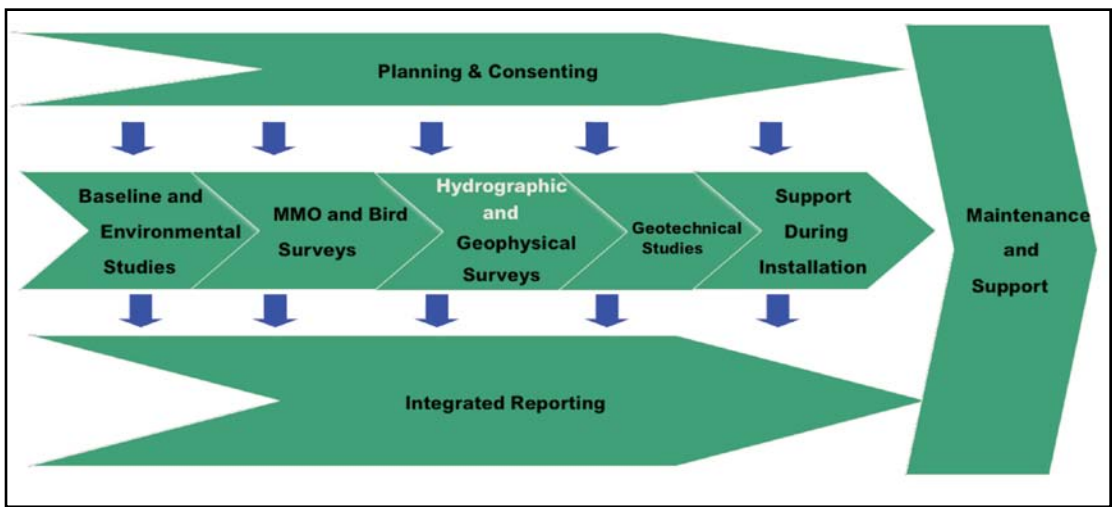 Planning & Consenting
Baseline and
Environmental
Studies
MMO and Bird
Surveys
Hydrographic
and
Geophysical
Surveys
Geotechnical
Studies
Support
During
Installation
Maintenance
and
Support
Integrated Reporting